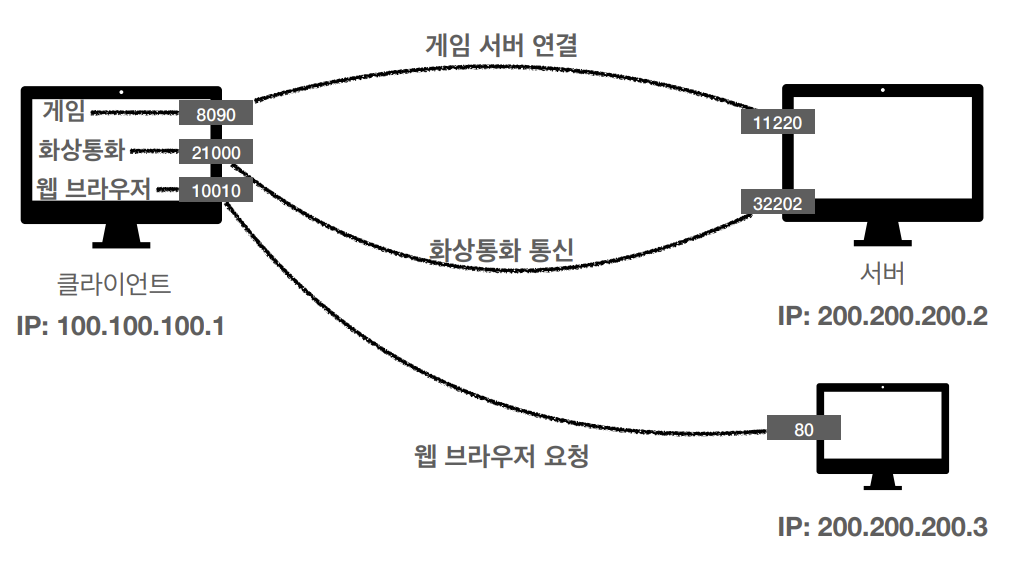 게임 서버 연결
게임 8090
화상통화 21000
웹 브라우저 10010
11220
32202
화상통화 통신
클라이언트
IP: 100.100.100.1
서버
IP: 200.200.200.2
80
웹 브라우저 요청
IP: 200.200.200.3